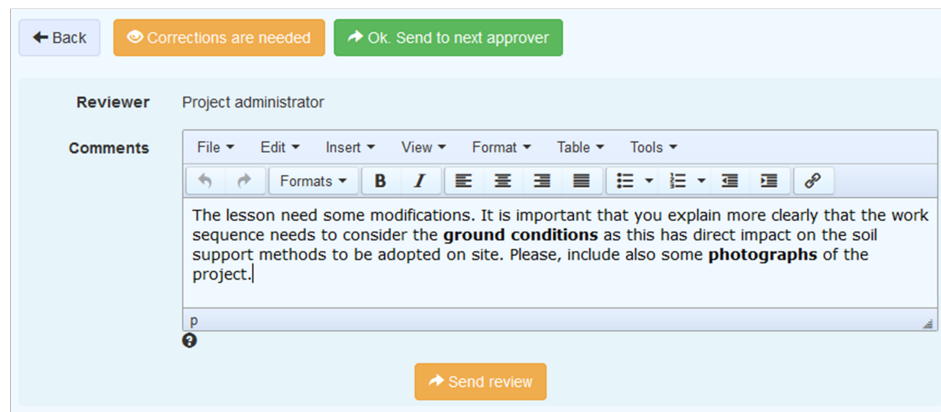 Back Corrections are needed Ok. Send to next approver
Reviewer Project administrator
Comments File Edit Insert View Format Table Tools
Formats B I
The lesson need some modifications. It is important that you explain more clearly that the work
sequence needs to consider the ground conditions as this has direct impact on the soil
support methods to be adopted on site. Please, include also some photographs of the
project.
p
Send review